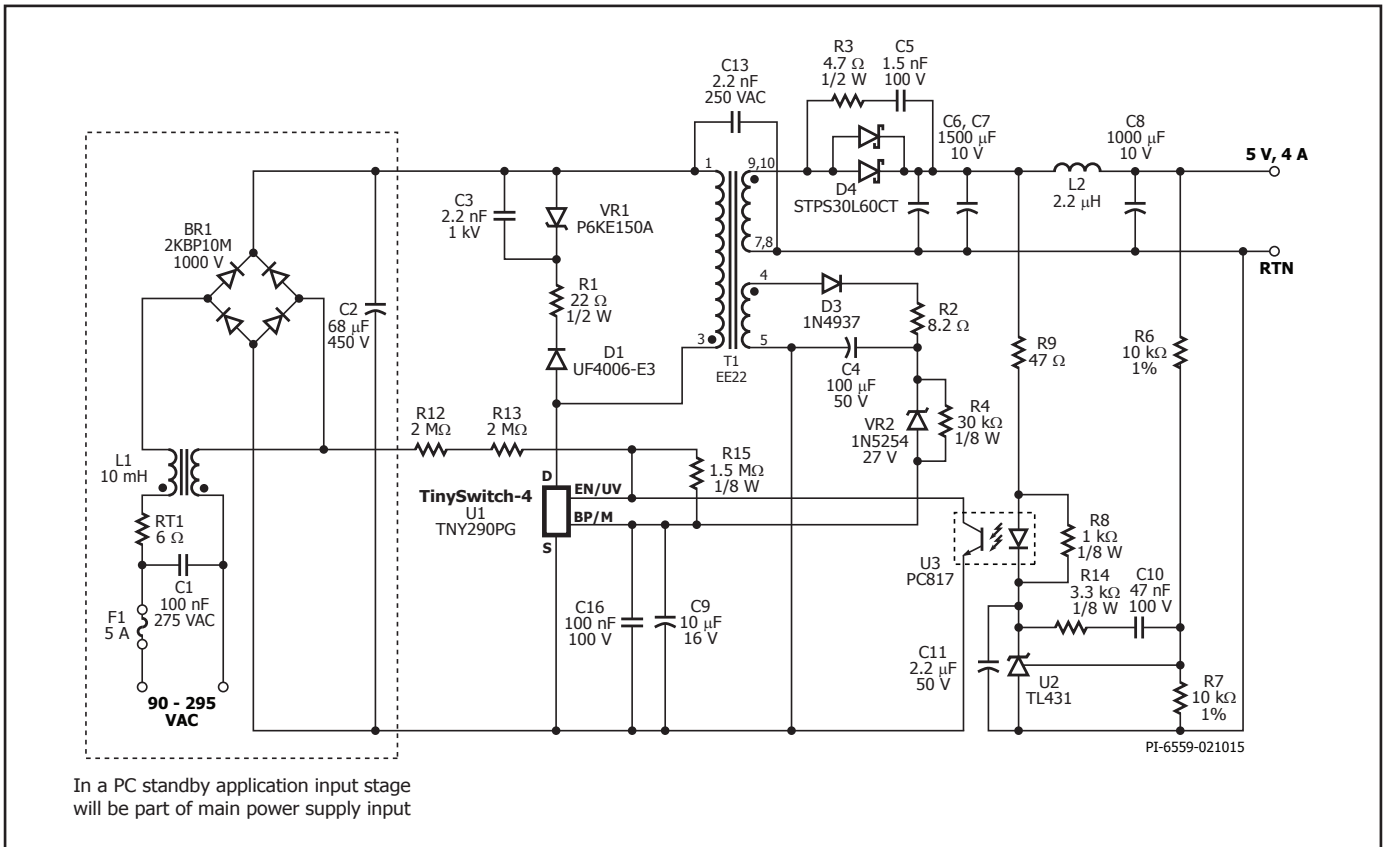 C13
2.2 nF
250 VAC
R3
4.7 Ω
1/2 W
C5
1.5 nF
100 V
C6, C7
1500 µF
10 V
C8
1000 µF
10 V
5 V, 4 A
1
9,10
D4
STPS30L60CT
L2
2.2 µH
C3
2.2 nF
1 kV
VR1
P6KE150A
BR1
2KBP10M
1000 V
7,8
RTN
4
R1
22 Ω
1/2 W
D3
1N4937
C2
68 µF
450 V
R2
8.2 Ω
3
5
T1
EE22
R9
47 Ω
R6
10 kΩ
1%
D1
UF4006-E3
C4
100 µF
50 V
VR2
1N5254
27 V
R4
30 kΩ
1/8 W
R12
2 MΩ
R13
2 MΩ
L1
10 mH
R15
1.5 MΩ
1/8 W
D
EN/UV
TinySwitch-4
U1
TNY290PG
BP/M
S
RT1
6 Ω
R8
1 kΩ
1/8 W
U3
PC817
R14
3.3 kΩ
1/8 W
C10
47 nF
100 V
C1
100 nF
275 VAC
F1
5 A
C16
100 nF
100 V
C9
10 µF
16 V
C11
2.2 µF
50 V
U2
TL431
R7
10 kΩ
1%
90 - 295
VAC
PI-6559-021015
In a PC standby application input stage
will be part of main power supply input